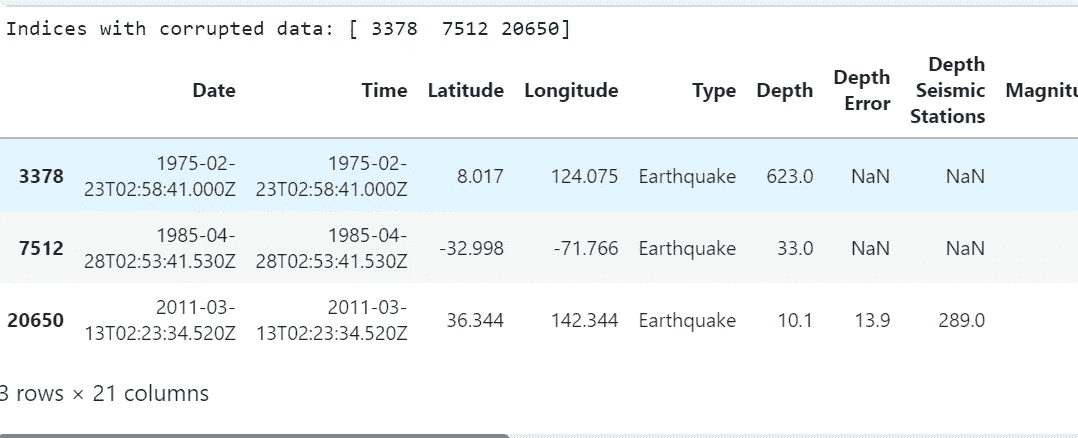 Indices with corrupted data: [ 3378  7512 20650]
Date Time Latitude Longitude Type Depth Depth Error Depth Seismic Stations Magnitu
3378 1975-02-23T02:58:41.000Z 1975-02-23T02:58:41.000Z 8.017 124.075 Earthquake 623.0 NaN NaN
7512 1985-04-28T02:53:41.530Z 1985-04-28T02:53:41.530Z -32.998 -71.766 Earthquake 33.0 NaN NaN
20650 2011-03-13T02:23:34.520Z 2011-03-13T02:23:34.520Z 36.344 142.344 Earthquake 10.1 13.9 289.0
3 rows × 21 columns